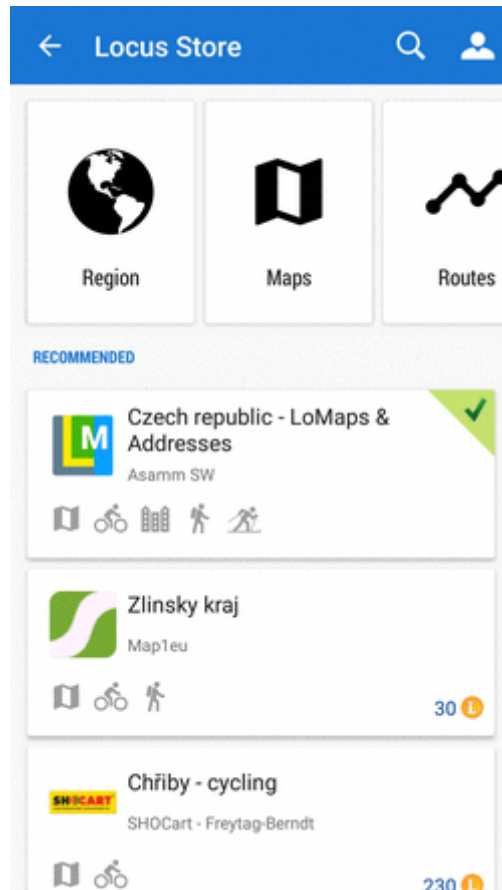 Locus Store
Region
Maps
Routes
RECOMMENDED
Czech republic - LoMaps &
Addresses
Asamm SW
Zlinsky kraj
Map1eu
30 L
Chřiby - cycling
SHOCART
SHOCart - Freytag-Berndt
230 L